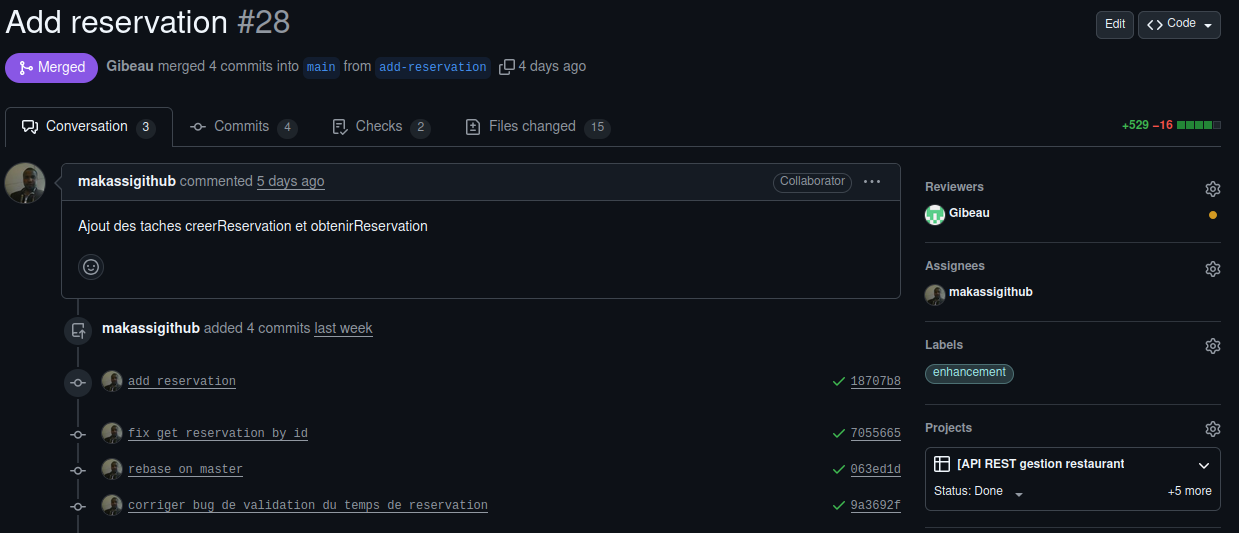 Add reservation #28
Edit
Code
Merged
Gibeau merged 4 commits into main from add-reservation 4 days ago
Conversation 3
Commits 4
Checks 2
Files changed 15
+529 −16
makassigithub commented 5 days ago
Collaborator
Ajout des taches creerReservation et obtenirReservation
makassigithub added 4 commits last week
add reservation
18707b8
fix get reservation by id
7055665
rebase on master
063ed1d
corriger bug de validation du temps de reservation
9a3692f
Reviewers
Gibeau
Assignees
makassigithub
Labels
enhancement
Projects
[API REST gestion restaurant
Status: Done
+5 more